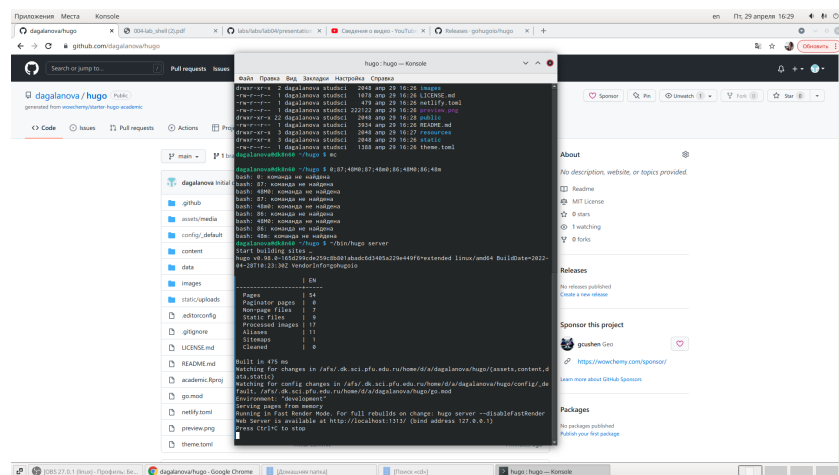 Приложения Места Konsole
en Пт, 29 апреля 16:29
dagalanova/hugo
004-lab_shell (2).pdf
labs/labs/lab04/presentation
Сведения о видео - YouTube
Releases · gohugoio/hugo
github.com/dagalanova/hugo
Обновить
Search or jump to...
Pull requests Issues
dagalanova / hugo Public
generated from wowchemy/starter-hugo-academic
Sponsor Pin Unwatch 1 Fork 0 Star 0
Code Issues Pull requests Actions
main
dagalanova Initial
.github
assets/media
config/_default
content
data
images
static/uploads
.editorconfig
.gitignore
LICENSE.md
README.md
academic.Rproj
go.mod
netlify.toml
preview.png
theme.toml
hugo : hugo — Konsole
Файл Правка Вид Закладки Настройка Справка
drwxr-xr-x 2 dagalanova studsci 2048 апр 29 16:26 images
-rw-r--r-- 1 dagalanova studsci 1078 апр 29 16:26 LICENSE.md
-rw-r--r-- 1 dagalanova studsci 479 апр 29 16:26 netlify.toml
-rw-r--r-- 1 dagalanova studsci 222122 апр 29 16:26 preview.png
drwxr-xr-x 22 dagalanova studsci 2048 апр 29 16:28 public
-rw-r--r-- 1 dagalanova studsci 3934 апр 29 16:26 README.md
drwxr-xr-x 3 dagalanova studsci 2048 апр 29 16:27 resources
drwxr-xr-x 3 dagalanova studsci 2048 апр 29 16:26 static
-rw-r--r-- 1 dagalanova studsci 1388 апр 29 16:26 theme.toml
dagalanova@dk8n60 ~/hugo $ mc
dagalanova@dk8n60 ~/hugo $ 0;87;48M0;87;48m0;86;48M0;86;48m
bash: 0: команда не найдена
bash: 87: команда не найдена
bash: 48M0: команда не найдена
bash: 87: команда не найдена
bash: 48m0: команда не найдена
bash: 86: команда не найдена
bash: 48M0: команда не найдена
bash: 86: команда не найдена
bash: 48m: команда не найдена
dagalanova@dk8n60 ~/hugo $ ~/bin/hugo server
Start building sites …
hugo v0.98.0-165d299cde259c8b801abadc6d3405a229e449f6+extended linux/amd64 BuildDate=2022-
04-28T10:23:30Z VendorInfo=gohugoio
| EN
-------------------+-----
Pages | 54
Paginator pages | 0
Non-page files | 7
Static files | 9
Processed images | 17
Aliases | 11
Sitemaps | 1
Cleaned | 0
Built in 475 ms
Watching for changes in /afs/.dk.sci.pfu.edu.ru/home/d/a/dagalanova/hugo/{assets,content,d
ata,static}
Watching for config changes in /afs/.dk.sci.pfu.edu.ru/home/d/a/dagalanova/hugo/config/_de
fault, /afs/.dk.sci.pfu.edu.ru/home/d/a/dagalanova/hugo/go.mod
Environment: "development"
Serving pages from memory
Running in Fast Render Mode. For full rebuilds on change: hugo server --disableFastRender
Web Server is available at http://localhost:1313/ (bind address 127.0.0.1)
Press Ctrl+C to stop
About
No description, website, or topics provided.
Readme
MIT License
0 stars
1 watching
0 forks
Releases
No releases published
Create a new release
Sponsor this project
gcushen Geo
https://wowchemy.com/sponsor/
Learn more about GitHub Sponsors
Packages
No packages published
Publish your first package
[OBS 27.0.1 (linux) - Профиль: Бе...
dagalanova/hugo - Google Chrome
[Домашняя папка]
[Поиск «cd»]
hugo : hugo — Konsole